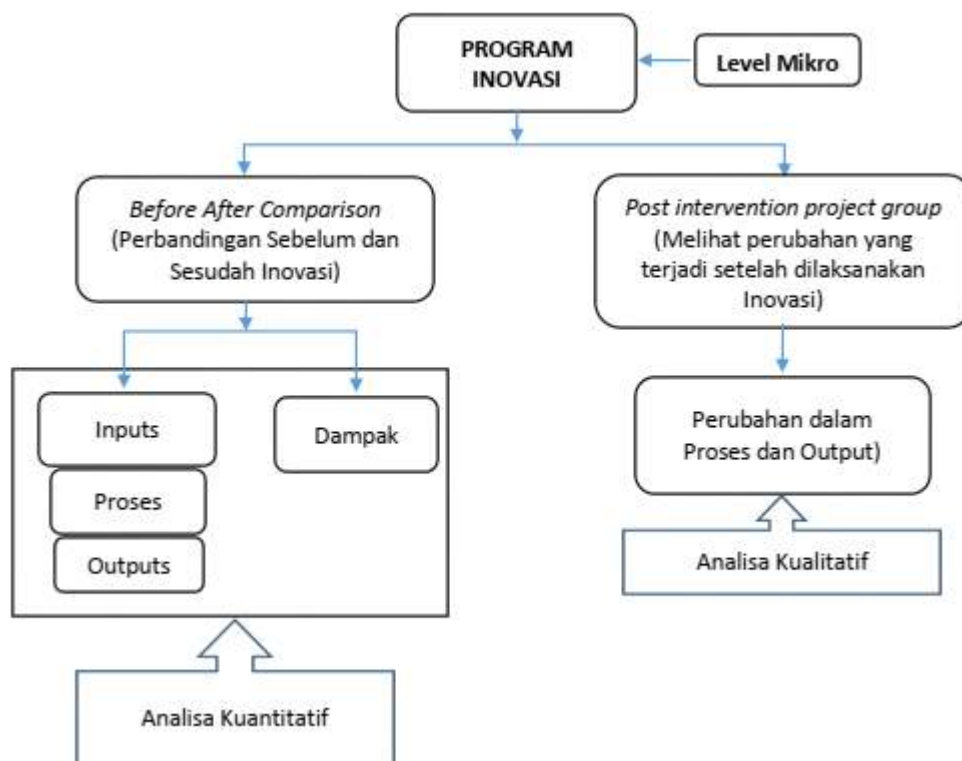 PROGRAM
INOVASI
Level Mikro
Before After Comparison
(Perbandingan Sebelum dan
Sesudah Inovasi)
Post intervention project group
(Melihat perubahan yang
terjadi setelah dilaksanakan
Inovasi)
Inputs
Proses
Outputs
Dampak
Perubahan dalam
Proses dan Output)
Analisa Kualitatif
Analisa Kuantitatif